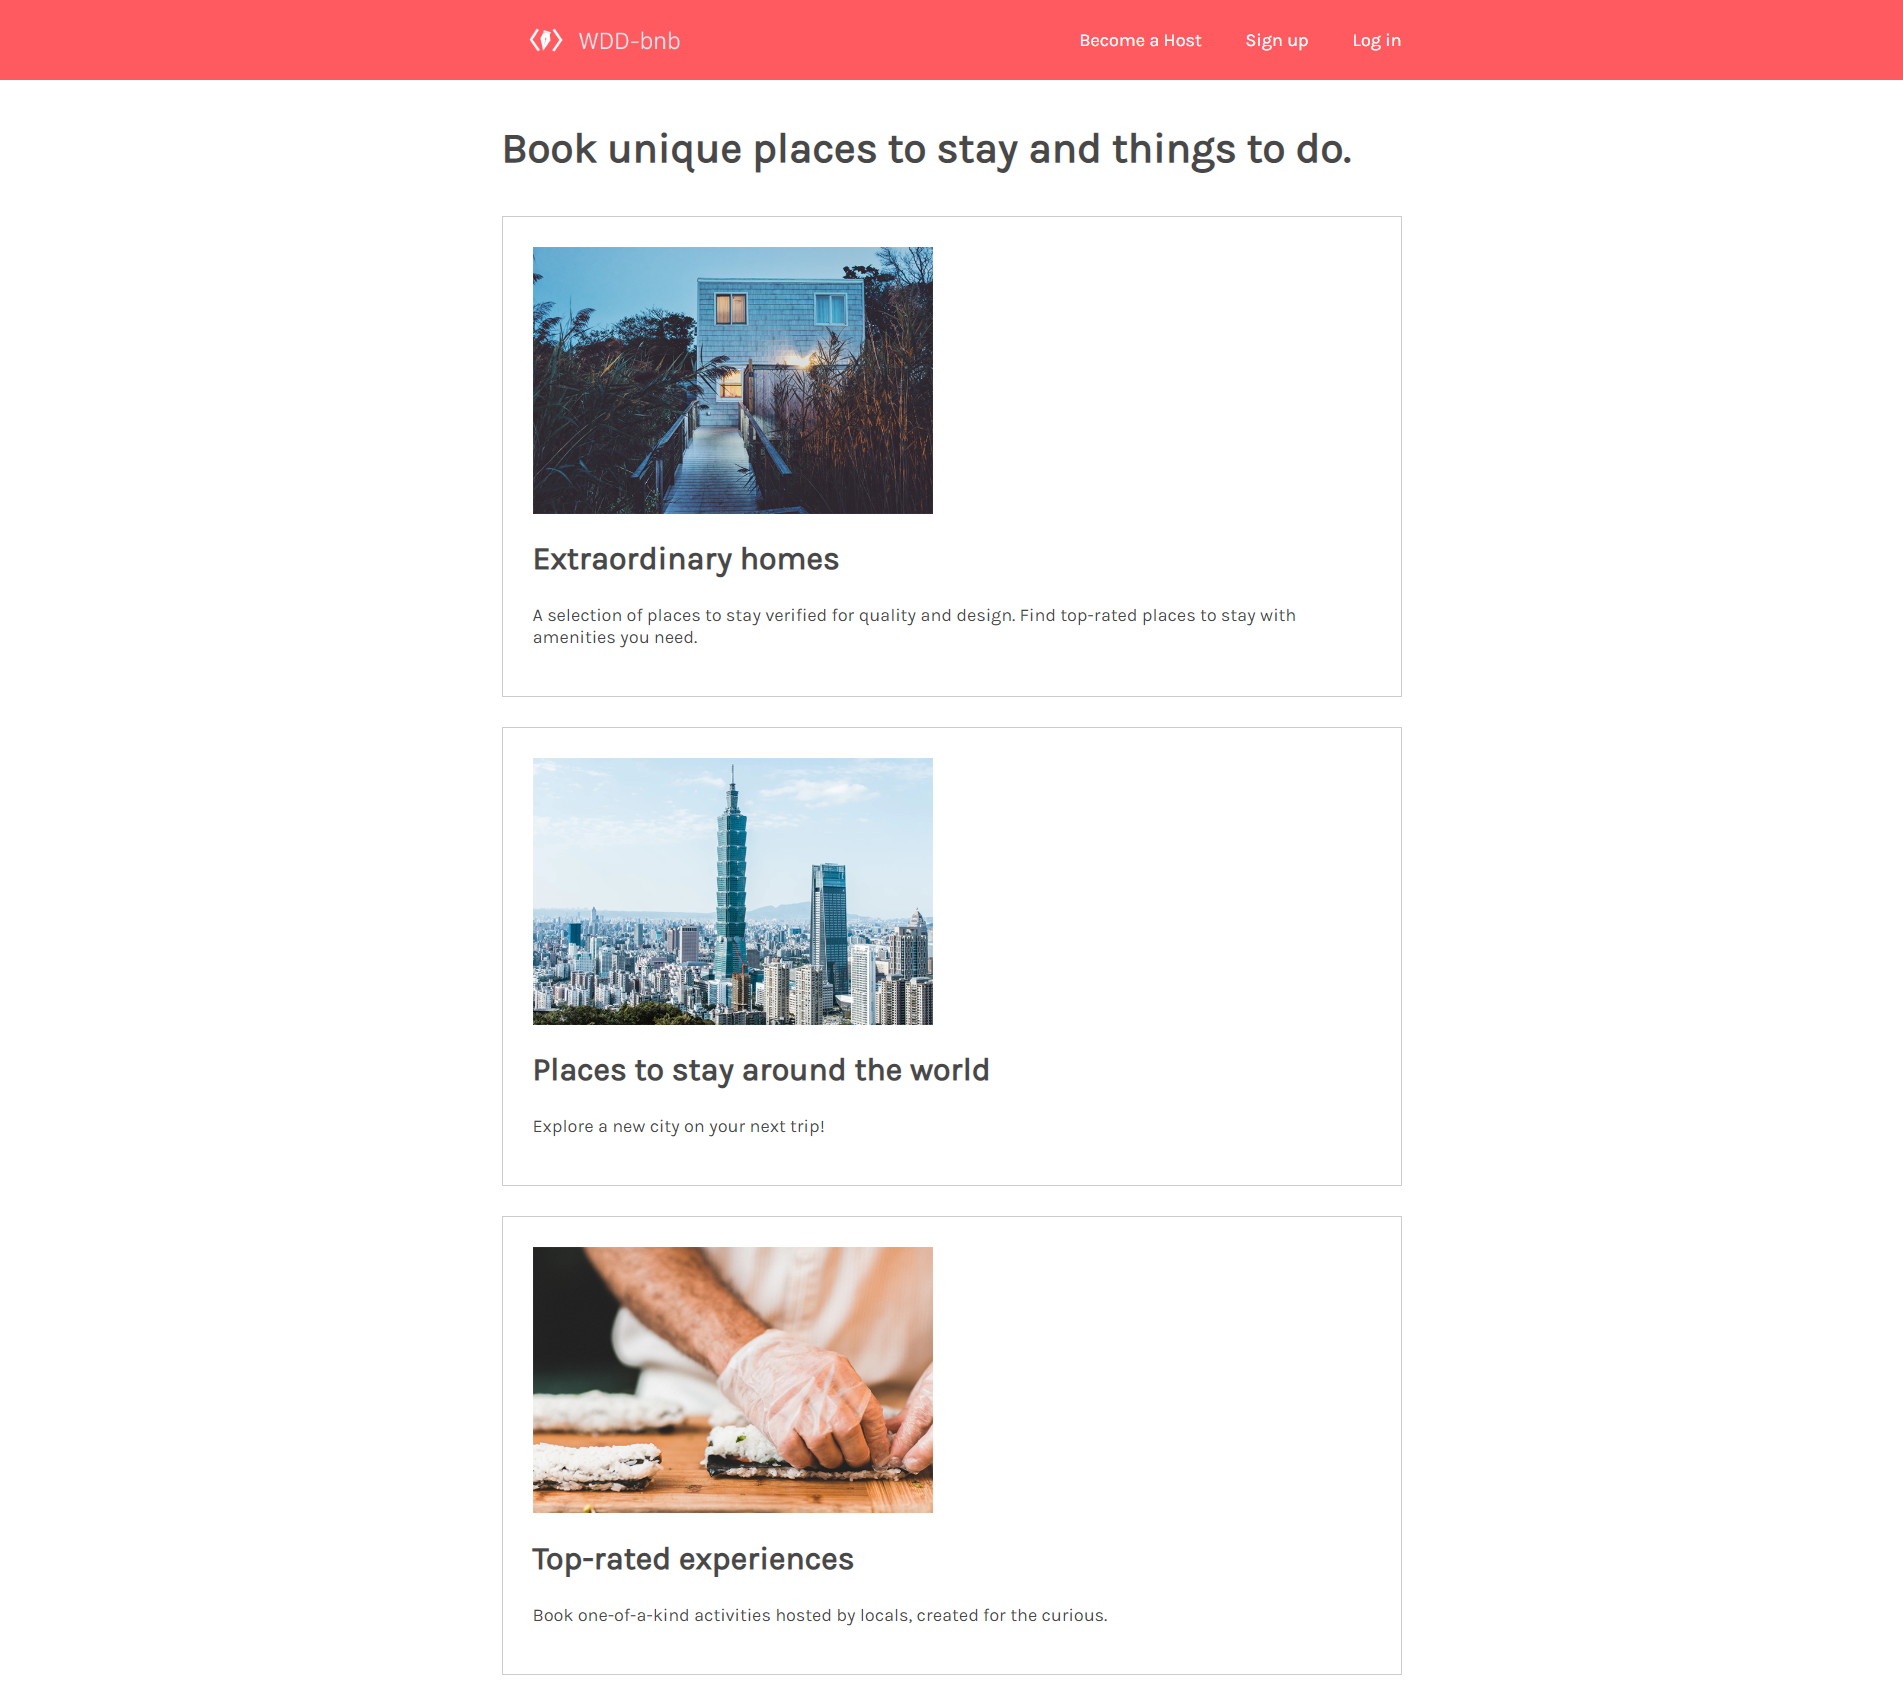 WDD-bnb
Become a Host
Sign up
Log in
Book unique places to stay and things to do.
Extraordinary homes
A selection of places to stay verified for quality and design. Find top-rated places to stay with
amenities you need.
Places to stay around the world
Explore a new city on your next trip!
Top-rated experiences
Book one-of-a-kind activities hosted by locals, created for the curious.